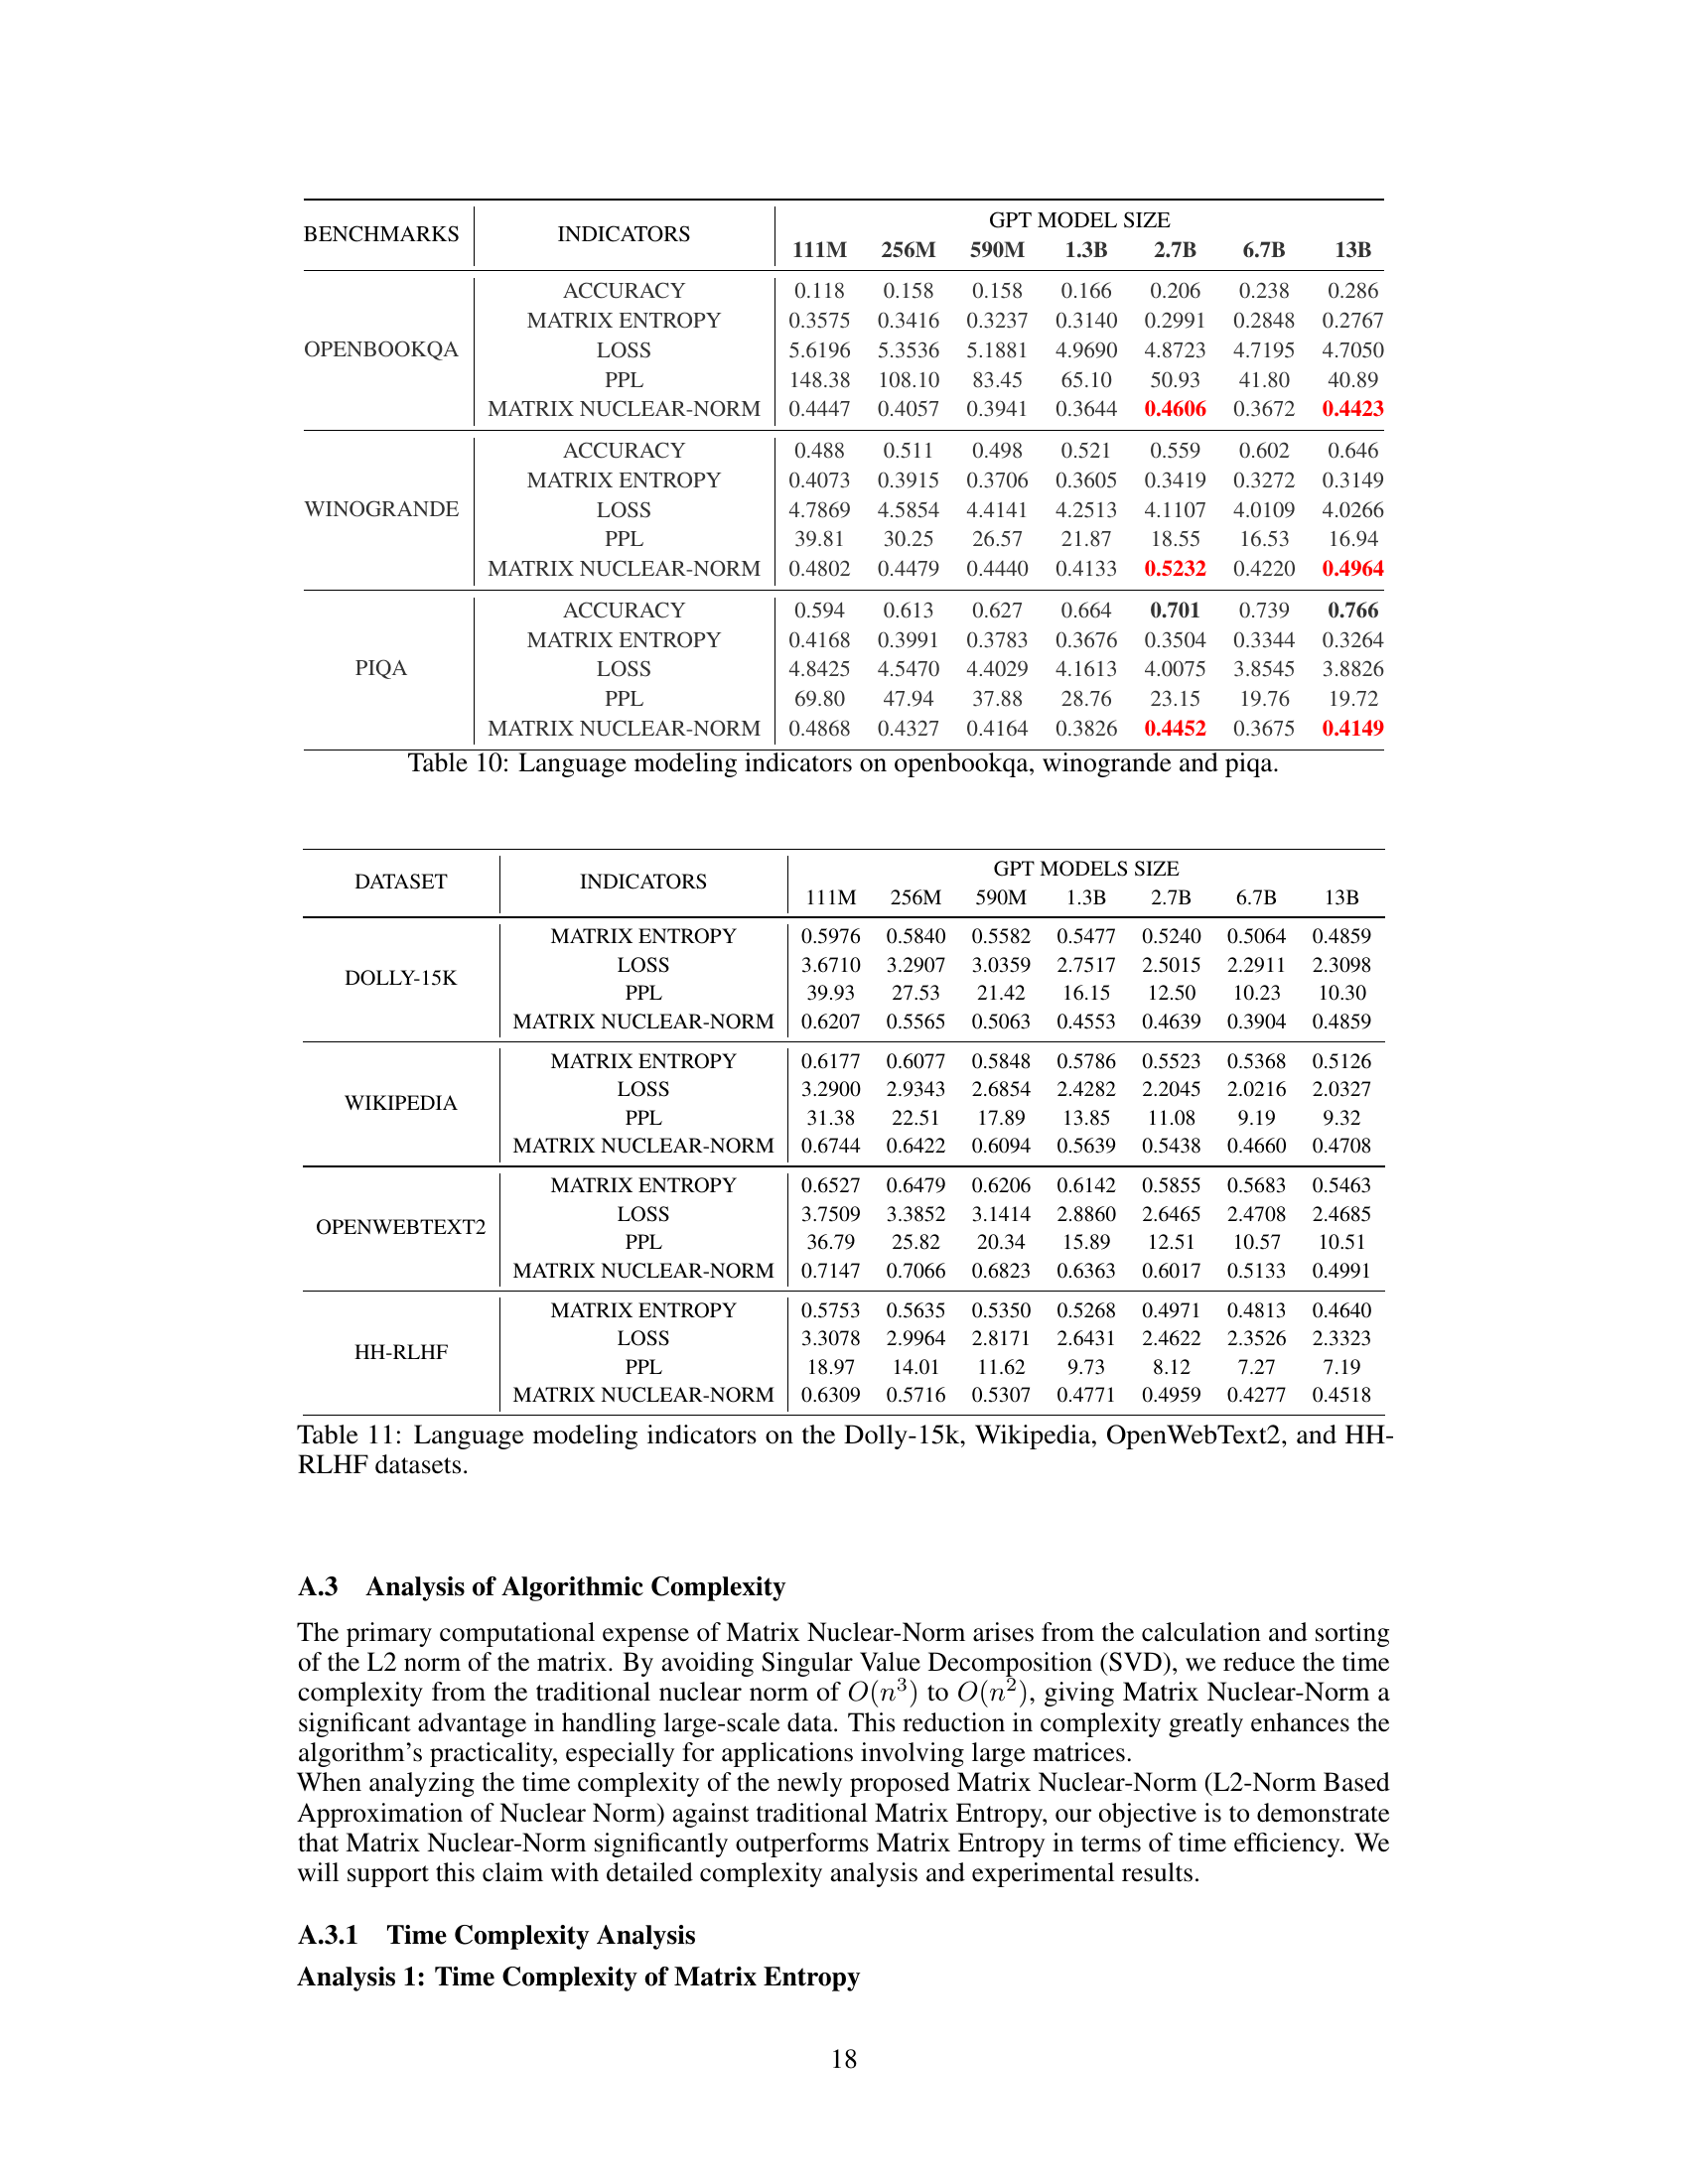 BENCHMARKS INDICATORS GPT MODEL SIZE
111M 256M 590M 1.3B 2.7B 6.7B 13B
OPENBOOKQA
ACCURACY 0.118 0.158 0.158 0.166 0.206 0.238 0.286
MATRIX ENTROPY 0.3575 0.3416 0.3237 0.3140 0.2991 0.2848 0.2767
LOSS 5.6196 5.3536 5.1881 4.9690 4.8723 4.7195 4.7050
PPL 148.38 108.10 83.45 65.10 50.93 41.80 40.89
MATRIX NUCLEAR-NORM 0.4447 0.4057 0.3941 0.3644 0.4606 0.3672 0.4423
WINOGRANDE
ACCURACY 0.488 0.511 0.498 0.521 0.559 0.602 0.646
MATRIX ENTROPY 0.4073 0.3915 0.3706 0.3605 0.3419 0.3272 0.3149
LOSS 4.7869 4.5854 4.4141 4.2513 4.1107 4.0109 4.0266
PPL 39.81 30.25 26.57 21.87 18.55 16.53 16.94
MATRIX NUCLEAR-NORM 0.4802 0.4479 0.4440 0.4133 0.5232 0.4220 0.4964
PIQA
ACCURACY 0.594 0.613 0.627 0.664 0.701 0.739 0.766
MATRIX ENTROPY 0.4168 0.3991 0.3783 0.3676 0.3504 0.3344 0.3264
LOSS 4.8425 4.5470 4.4029 4.1613 4.0075 3.8545 3.8826
PPL 69.80 47.94 37.88 28.76 23.15 19.76 19.72
MATRIX NUCLEAR-NORM 0.4868 0.4327 0.4164 0.3826 0.4452 0.3675 0.4149
Table 10: Language modeling indicators on openbookqa, winogrande and piqa.
DATASET INDICATORS GPT MODELS SIZE
111M 256M 590M 1.3B 2.7B 6.7B 13B
DOLLY-15K
MATRIX ENTROPY 0.5976 0.5840 0.5582 0.5477 0.5240 0.5064 0.4859
LOSS 3.6710 3.2907 3.0359 2.7517 2.5015 2.2911 2.3098
PPL 39.93 27.53 21.42 16.15 12.50 10.23 10.30
MATRIX NUCLEAR-NORM 0.6207 0.5565 0.5063 0.4553 0.4639 0.3904 0.4859
WIKIPEDIA
MATRIX ENTROPY 0.6177 0.6077 0.5848 0.5786 0.5523 0.5368 0.5126
LOSS 3.2900 2.9343 2.6854 2.4282 2.2045 2.0216 2.0327
PPL 31.38 22.51 17.89 13.85 11.08 9.19 9.32
MATRIX NUCLEAR-NORM 0.6744 0.6422 0.6094 0.5639 0.5438 0.4660 0.4708
OPENWEBTEXT2
MATRIX ENTROPY 0.6527 0.6479 0.6206 0.6142 0.5855 0.5683 0.5463
LOSS 3.7509 3.3852 3.1414 2.8860 2.6465 2.4708 2.4685
PPL 36.79 25.82 20.34 15.89 12.51 10.57 10.51
MATRIX NUCLEAR-NORM 0.7147 0.7066 0.6823 0.6363 0.6017 0.5133 0.4991
HH-RLHF
MATRIX ENTROPY 0.5753 0.5635 0.5350 0.5268 0.4971 0.4813 0.4640
LOSS 3.3078 2.9964 2.8171 2.6431 2.4622 2.3526 2.3323
PPL 18.97 14.01 11.62 9.73 8.12 7.27 7.19
MATRIX NUCLEAR-NORM 0.6309 0.5716 0.5307 0.4771 0.4959 0.4277 0.4518
Table 11: Language modeling indicators on the Dolly-15k, Wikipedia, OpenWebText2, and HH-
RLHF datasets.
A.3 Analysis of Algorithmic Complexity
The primary computational expense of Matrix Nuclear-Norm arises from the calculation and sorting
of the L2 norm of the matrix. By avoiding Singular Value Decomposition (SVD), we reduce the time
complexity from the traditional nuclear norm of O(n³) to O(n²), giving Matrix Nuclear-Norm a
significant advantage in handling large-scale data. This reduction in complexity greatly enhances the
algorithm's practicality, especially for applications involving large matrices.
When analyzing the time complexity of the newly proposed Matrix Nuclear-Norm (L2-Norm Based
Approximation of Nuclear Norm) against traditional Matrix Entropy, our objective is to demonstrate
that Matrix Nuclear-Norm significantly outperforms Matrix Entropy in terms of time efficiency. We
will support this claim with detailed complexity analysis and experimental results.
A.3.1 Time Complexity Analysis
Analysis 1: Time Complexity of Matrix Entropy
18